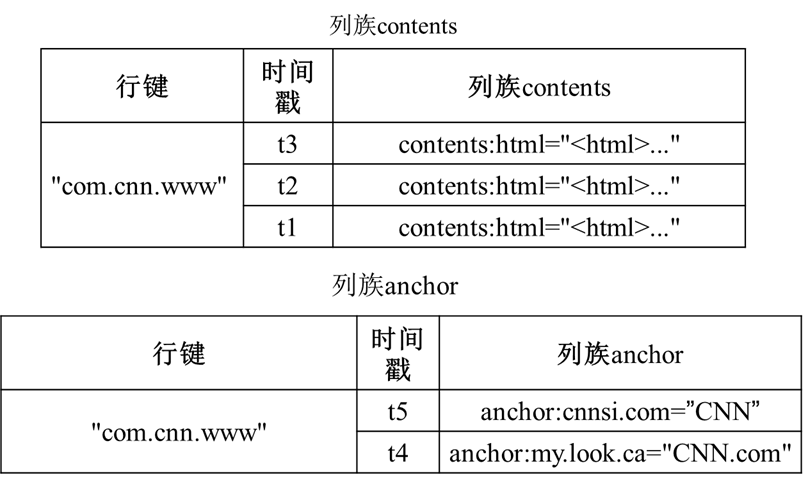 列族contents
行键 时间戳 列族contents
"com.cnn.www" t3 contents:html="<html>..."
t2 contents:html="<html>..."
t1 contents:html="<html>..."
列族anchor
行键 时间戳 列族anchor
"com.cnn.www" t5 anchor:cnnsi.com=”CNN”
t4 anchor:my.look.ca="CNN.com"